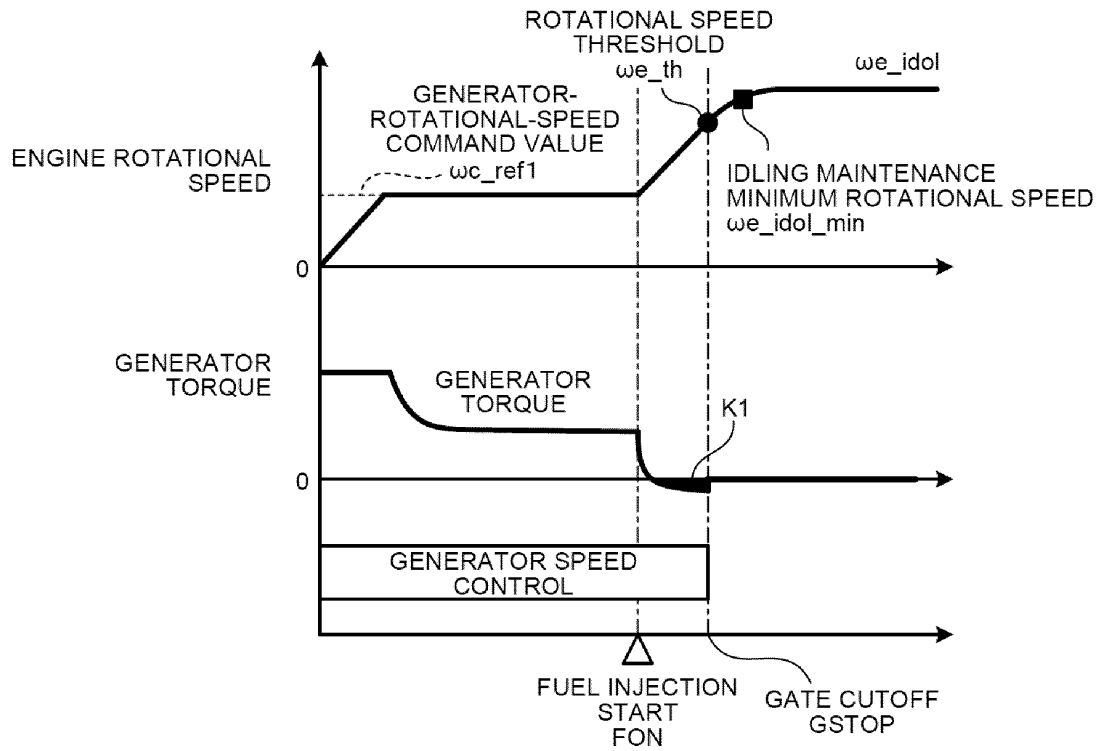 ROTATIONAL SPEED
THRESHOLD
ωe_th
ωe_idol
GENERATOR-
ROTATIONAL-SPEED
COMMAND VALUE
ωc_ref1
ENGINE ROTATIONAL
SPEED
IDLING MAINTENANCE
MINIMUM ROTATIONAL SPEED
ωe_idol_min
0
GENERATOR
TORQUE
GENERATOR
TORQUE
K1
0
GENERATOR SPEED
CONTROL
FUEL INJECTION
START
FON
GATE CUTOFF
GSTOP